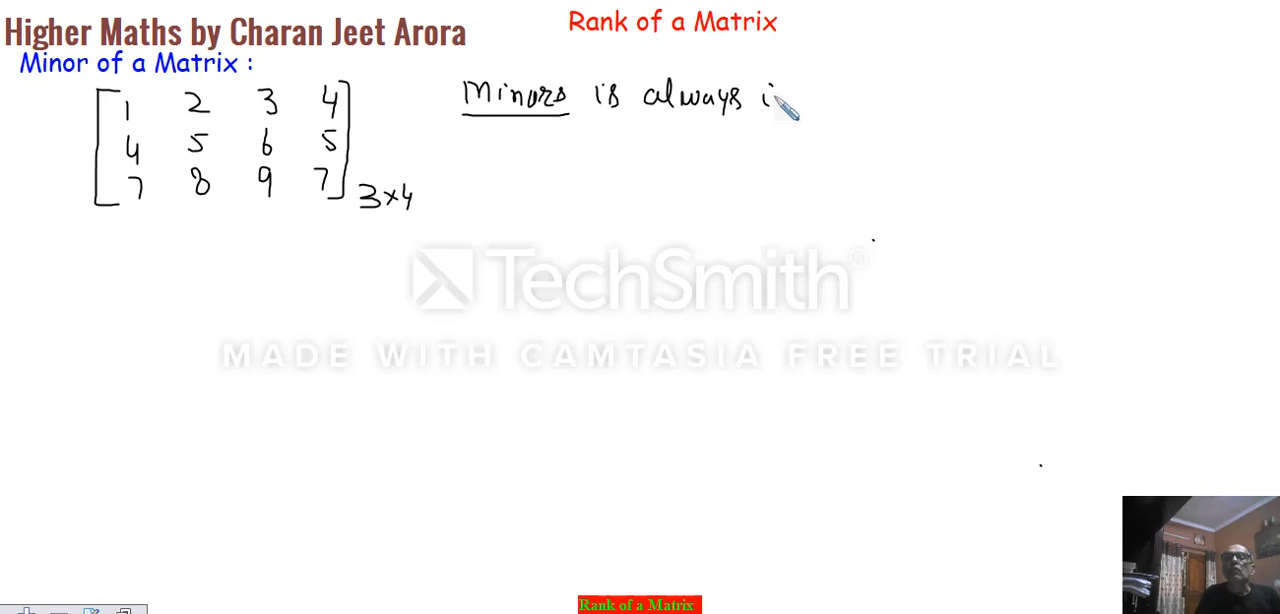 Rank of a Matrix
Higher Maths by Charan Jeet Arora
Minor of a Matrix :
1 2 3 4
4 5 6 5
7 8 9 7
3×4
Minors is always i
TechSmith
MADE WITH CAMTASIA FREE TRIAL
Rank of a Matrix